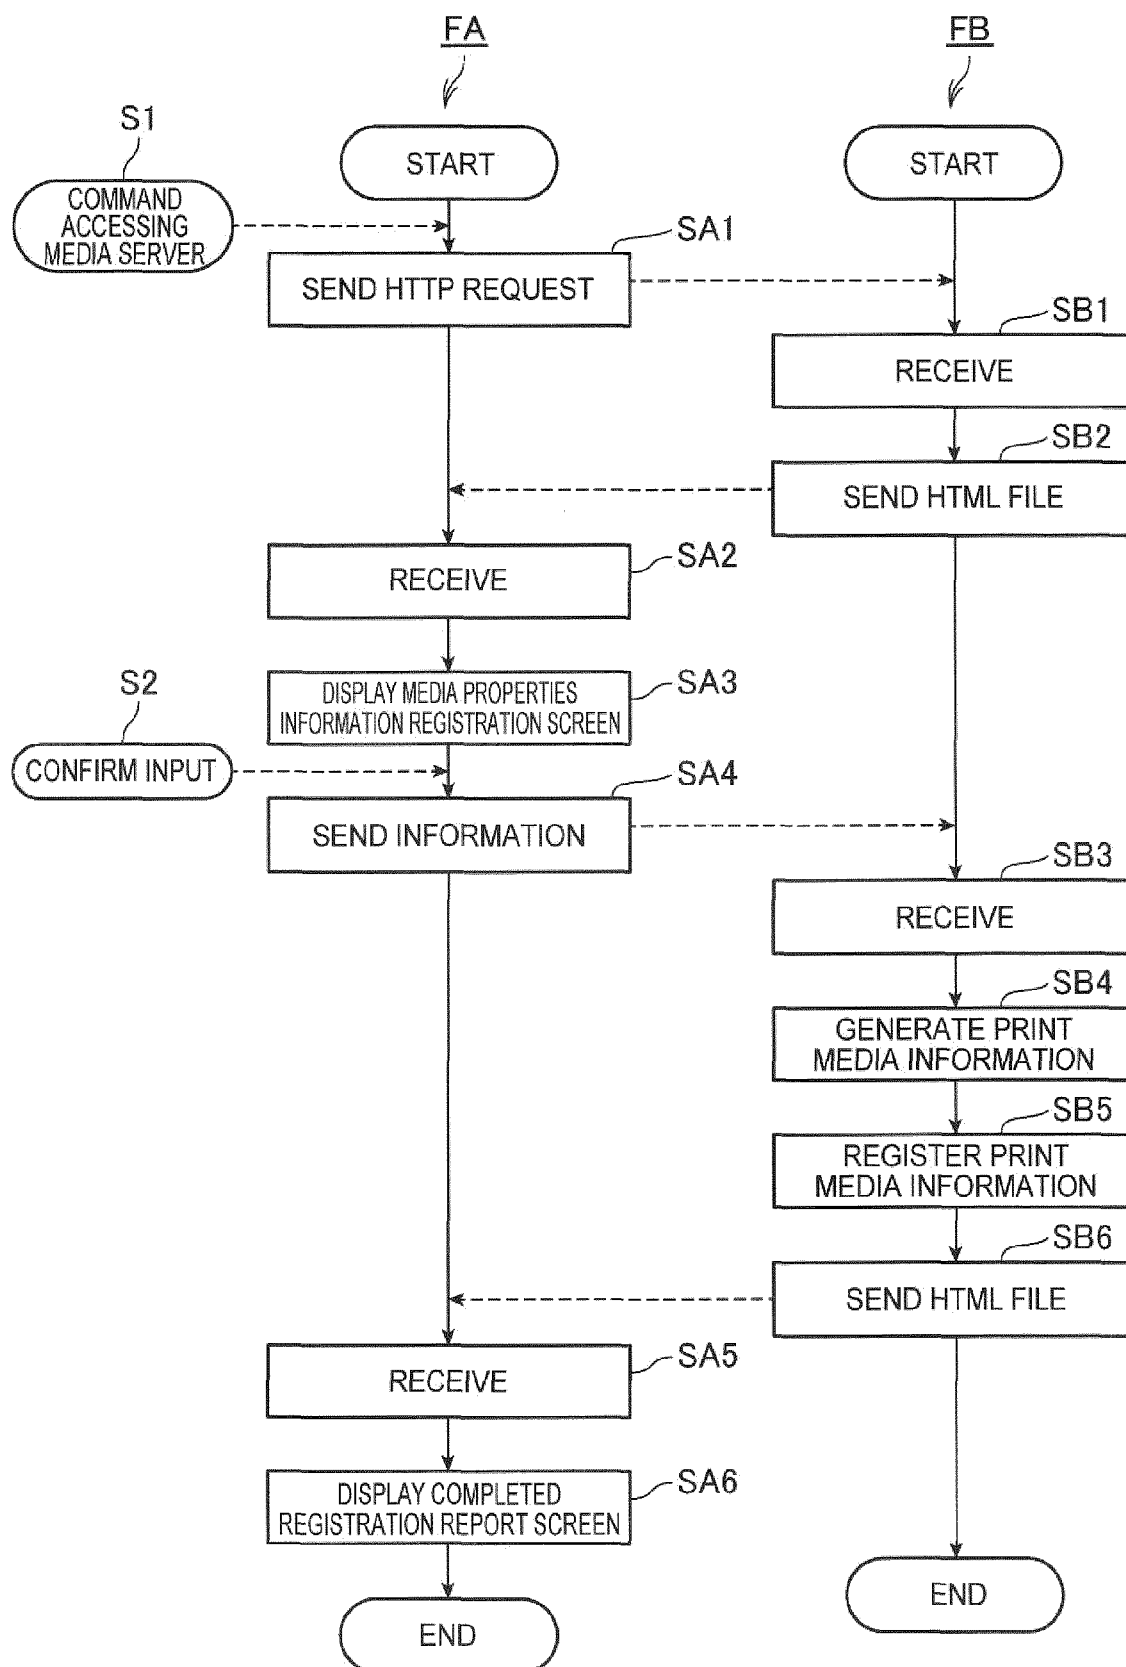 FA
FB
S1
START
START
COMMAND
ACCESSING
MEDIA SERVER
SA1
SEND HTTP REQUEST
SB1
RECEIVE
SB2
SEND HTML FILE
SA2
RECEIVE
S2
SA3
DISPLAY MEDIA PROPERTIES
INFORMATION REGISTRATION SCREEN
CONFIRM INPUT
SA4
SEND INFORMATION
SB3
RECEIVE
SB4
GENERATE PRINT
MEDIA INFORMATION
SB5
REGISTER PRINT
MEDIA INFORMATION
SB6
SEND HTML FILE
SA5
RECEIVE
SA6
DISPLAY COMPLETED
REGISTRATION REPORT SCREEN
END
END